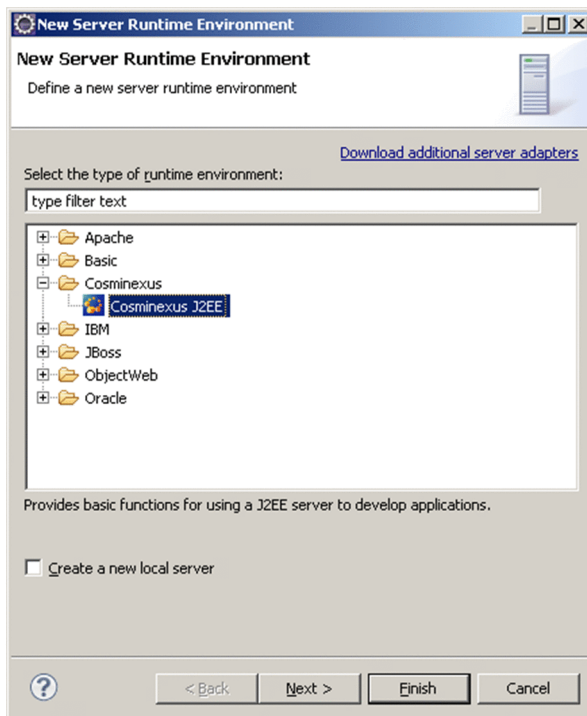 New Server Runtime Environment
New Server Runtime Environment
Define a new server runtime environment
Download additional server adapters
Select the type of runtime environment:
type filter text
Apache
Basic
Cosminexus
Cosminexus J2EE
IBM
JBoss
ObjectWeb
Oracle
Provides basic functions for using a J2EE server to develop applications.
Create a new local server
? < Back Next > Finish Cancel